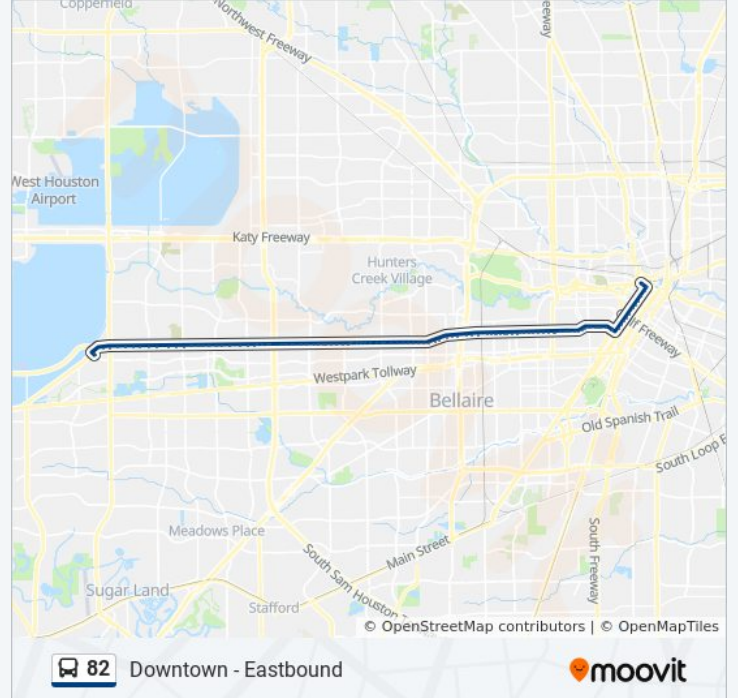 Copperfield
Northwest Freeway
eeway
West Houston
Airport
Katy Freeway
Hunters
Creek Village
Gulf Freeway
Westpark Tollway
Bellaire
Old Spanish Trail
South Loop E
Meadows Place
Main Street
South Freeway
South Sam Houston
Sugar Land
Stafford
© OpenStreetMap contributors | © OpenMapTiles
82 Downtown - Eastbound
moovit